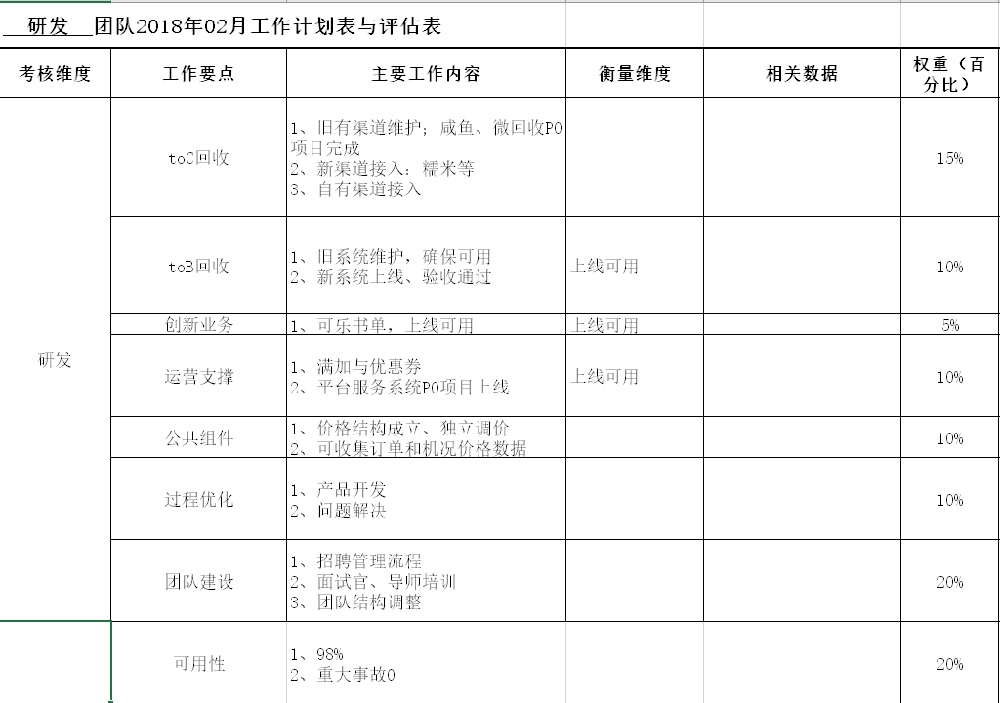 研发 团队2018年02月工作计划表与评估表
考核维度 工作要点 主要工作内容 衡量维度 相关数据 权重（百
分比）
研发
toC回收
1、旧有渠道维护；咸鱼、微回收P0
项目完成
2、新渠道接入：糯米等
3、自有渠道接入
15%
toB回收
1、旧系统维护，确保可用
2、新系统上线、验收通过
上线可用
10%
创新业务 1、可乐书单，上线可用 上线可用 5%
运营支撑
1、满加与优惠券
2、平台服务系统P0项目上线
上线可用
10%
公共组件
1、价格结构成立、独立调价
2、可收集订单和机况价格数据
10%
过程优化
1、产品开发
2、问题解决
10%
团队建设
1、招聘管理流程
2、面试官、导师培训
3、团队结构调整
20%
可用性
1、98%
2、重大事故0
20%